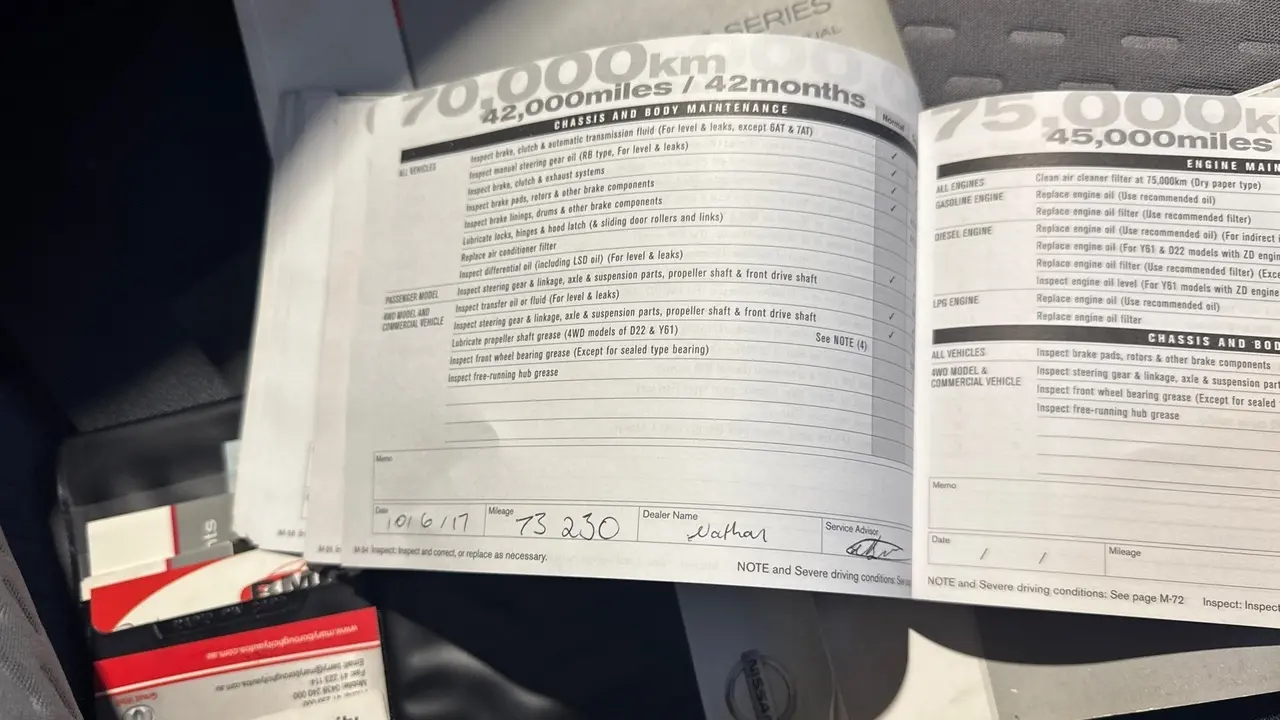 SERIES
70,000km
42,000miles / 42months
CHASSIS AND BODY MAINTENANCE
Normal
ALL VEHICLES
Inspect brake, clutch & automatic transmission fluid (For level & leaks, except 6AT & 7AT) ✓
Inspect manual steering gear oil (RB type, For level & leaks) ✓
Inspect brake, clutch & exhaust systems ✓
Inspect brake pads, rotors & other brake components ✓
Inspect brake linings, drums & other brake components
Lubricate locks, hinges & hood latch (& sliding door rollers and links)
Replace air conditioner filter
Inspect differential oil (including LSD oil) (For level & leaks) ✓
PASSENGER MODEL
Inspect steering gear & linkage, axle & suspension parts, propeller shaft & front drive shaft
4WD MODEL AND
COMMERCIAL VEHICLE
Inspect transfer oil or fluid (For level & leaks) ✓
Inspect steering gear & linkage, axle & suspension parts, propeller shaft & front drive shaft ✓
Lubricate propeller shaft grease (4WD models of D22 & Y61) See NOTE (4)
Inspect front wheel bearing grease (Except for sealed type bearing)
Inspect free-running hub grease
Memo
Date 10/6/17 Mileage 73 230 Dealer Name Nathan Service Advisor
M-54 Inspect: Inspect and correct, or replace as necessary.
NOTE and Severe driving conditions: See
75,000k
45,000miles
ENGINE MAIN
ALL ENGINES Clean air cleaner filter at 75,000km (Dry paper type)
GASOLINE ENGINE Replace engine oil (Use recommended oil)
Replace engine oil filter (Use recommended filter)
DIESEL ENGINE Replace engine oil (Use recommended oil) (For indirect i
Replace engine oil (For Y61 & D22 models with ZD engin
Replace engine oil filter (Use recommended filter) (Exc
Inspect engine oil level (For Y61 models with ZD engine
LPG ENGINE Replace engine oil (Use recommended oil)
Replace engine oil filter
CHASSIS AND BOD
ALL VEHICLES Inspect brake pads, rotors & other brake components
4WD MODEL &
COMMERCIAL VEHICLE
Inspect steering gear & linkage, axle & suspension part
Inspect front wheel bearing grease (Except for sealed
Inspect free-running hub grease
Memo
Date / / Mileage
NOTE and Severe driving conditions: See page M-72 Inspect: Inspect
www.maryboroughcityautos.com.au
NISSAN